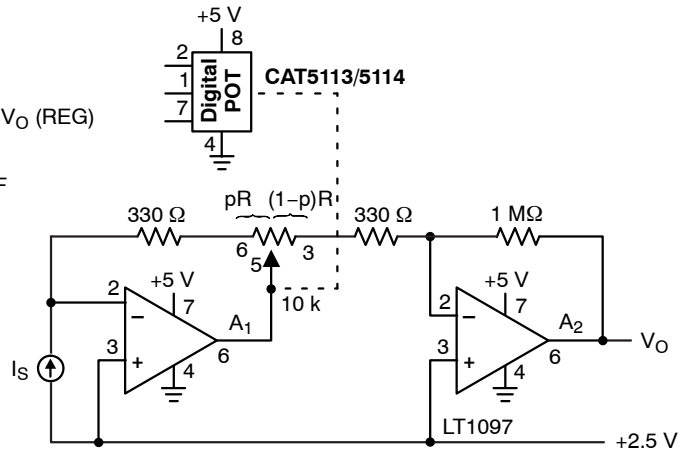 +5 V
8
2
1
7
4
Digital
POT
CAT5113/5114
VO (REG)
F
pR (1−p)R
330 Ω
330 Ω
1 MΩ
6
5
3
10 k
+5 V
7
2
−
3
+
A1
6
4
IS
+5 V
7
2
−
3
+
A2
6
4
VO
LT1097
+2.5 V